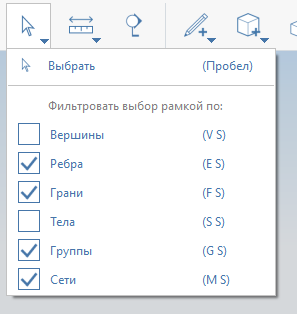 Выбрать (Пробел)
Фильтровать выбор рамкой по:
Вершины (V S)
Ребра (E S)
Грани (F S)
Тела (S S)
Группы (G S)
Сети (M S)